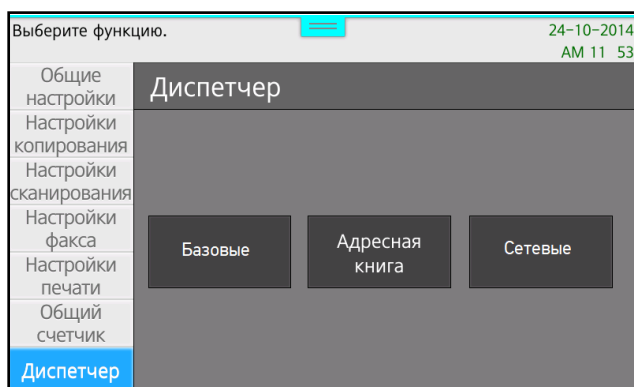 Выберите функцию.
24-10-2014
AM 11 53
Общие
настройки
Настройки
копирования
Настройки
сканирования
Настройки
факса
Настройки
печати
Общий
счетчик
Диспетчер
Диспетчер
Базовые
Адресная
книга
Сетевые